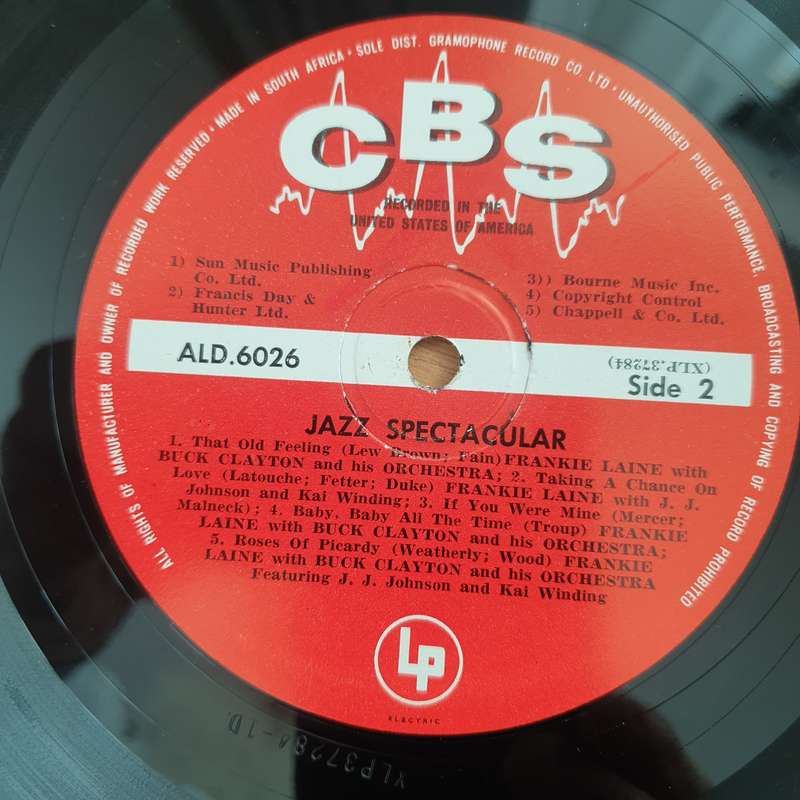 ALL RIGHTS OF MANUFACTURER AND OWNER OF RECORDED WORK RESERVED • MADE IN SOUTH AFRICA • SOLE DIST. GRAMOPHONE RECORD CO. LTD • UNAUTHORISED PUBLIC PERFORMANCE, BROADCASTING AND COPYING OF RECORD PROHIBITED
CBS
RECORDED IN THE
UNITED STATES OF AMERICA
1) Sun Music Publishing
Co. Ltd.
2) Francis Day &
Hunter Ltd.
3)) Bourne Music Inc.
4) Copyright Control
5) Chappell & Co. Ltd.
ALD.6026
(XLP.37284)
Side 2
JAZZ SPECTACULAR
1. That Old Feeling (Lew Brown; Fain) FRANKIE LAINE with
BUCK CLAYTON and his ORCHESTRA; 2. Taking A Chance On
Love (Latouche; Fetter; Duke) FRANKIE LAINE with J. J.
Johnson and Kai Winding; 3. If You Were Mine (Mercer;
Malneck); 4. Baby, Baby All The Time (Troup) FRANKIE
LAINE with BUCK CLAYTON and his ORCHESTRA;
5. Roses Of Picardy (Weatherly; Wood) FRANKIE
LAINE with BUCK CLAYTON and his ORCHESTRA
Featuring J. J. Johnson and Kai Winding
LP
ELECTRIC
XLP37284-1D